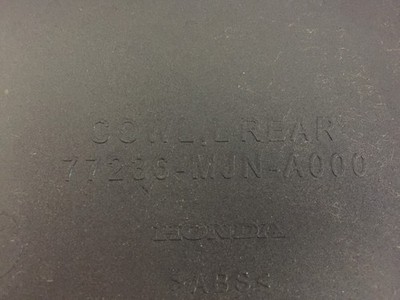 COWL,L REAR
77236-MJN-A000
HONDA
>ABS<